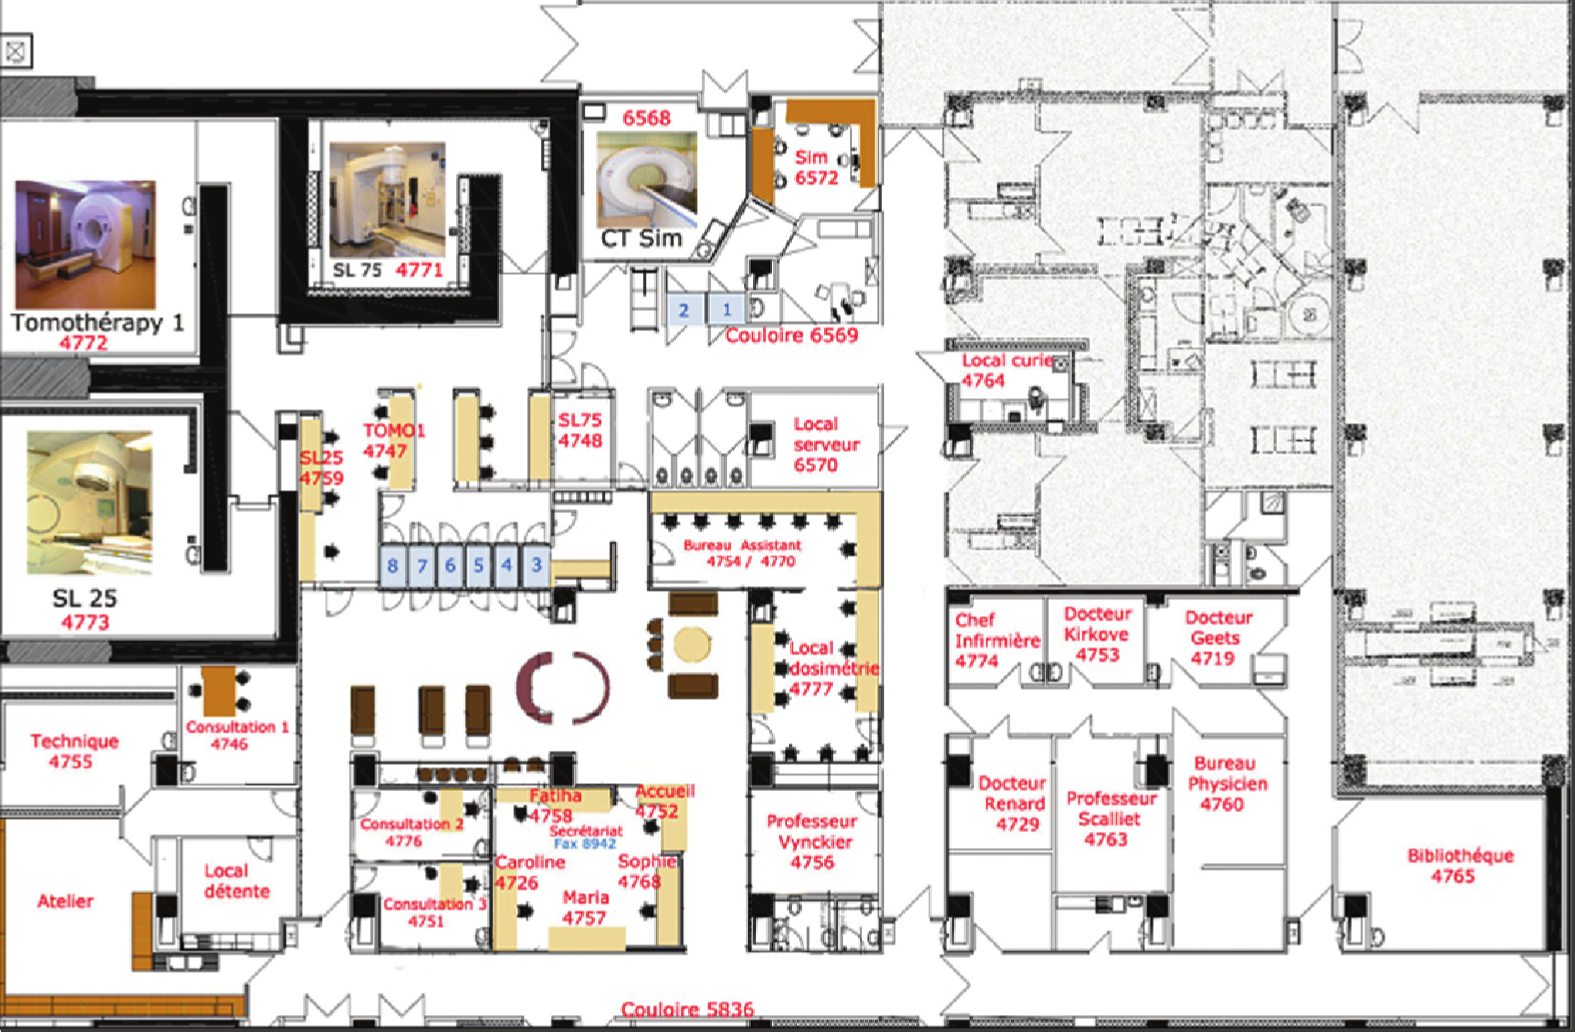 6568
CT Sim
Sim
6572
SL 75 4771
Tomothérapy 1
4772
2
1
Couloire 6569
Local curie
4764
TOMO1
4747
SL75
4748
SL25
4759
Local
serveur
6570
Bureau Assistant
4754 / 4770
8
7
6
5
4
3
SL 25
4773
Chef
Infirmière
4774
Docteur
Kirkove
4753
Docteur
Geets
4719
Local
dosimétrie
4777
Consultation 1
4746
Technique
4755
Docteur
Renard
4729
Professeur
Scalliet
4763
Bureau
Physicien
4760
Fatiha
4758
Accueil
4752
Secrétariat
Fax 8942
Consultation 2
4776
Caroline
4726
Sophie
4768
Maria
4757
Professeur
Vynckier
4756
Bibliothéque
4765
Local
détente
Atelier
Consultation 3
4751
Couloire 5836